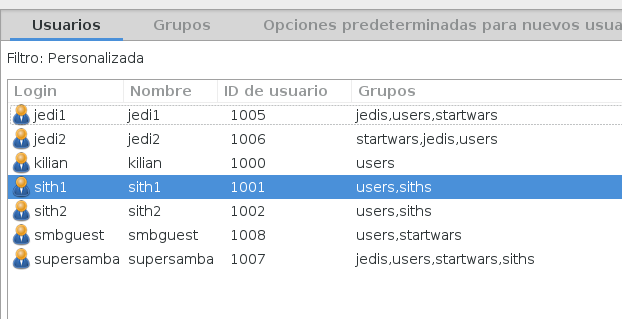 Usuarios Grupos Opciones predeterminadas para nuevos usua
Filtro: Personalizada
Login Nombre ID de usuario Grupos
jedi1 jedi1 1005 jedis,users,startwars
jedi2 jedi2 1006 startwars,jedis,users
kilian kilian 1000 users
sith1 sith1 1001 users,siths
sith2 sith2 1002 users,siths
smbguest smbguest 1008 users,startwars
supersamba supersamba 1007 jedis,users,startwars,siths